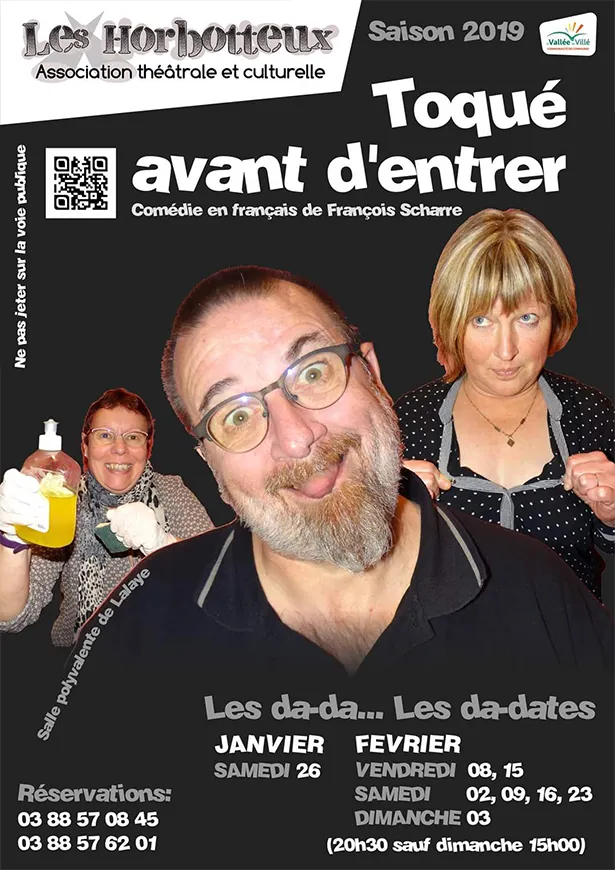 Les Horbotteux
Association théâtrale et culturelle
Saison 2019
Vallée de Villé
COMMUNAUTÉ DE COMMUNES
Toqué
avant d'entrer
Comédie en français de François Scharre
Ne pas jeter sur la voie publique
Salle polyvalente de Lalaye
Les da-da... Les da-dates
JANVIER
SAMEDI 26
FEVRIER
VENDREDI 08, 15
SAMEDI 02, 09, 16, 23
DIMANCHE 03
(20h30 sauf dimanche 15h00)
Réservations:
03 88 57 08 45
03 88 57 62 01